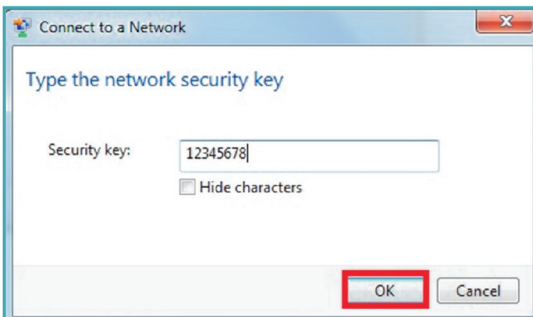 Connect to a Network
Type the network security key
Security key: 12345678
Hide characters
OK Cancel